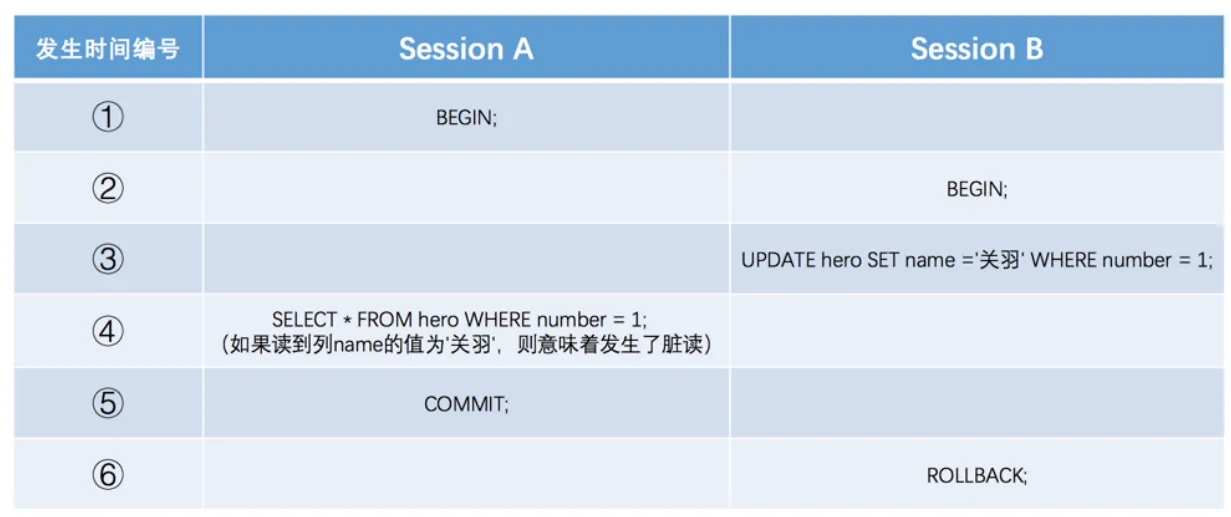 发生时间编号 Session A Session B
① BEGIN;
② BEGIN;
③ UPDATE hero SET name ='关羽' WHERE number = 1;
④ SELECT * FROM hero WHERE number = 1;
（如果读到列name的值为'关羽'，则意味着发生了脏读）
⑤ COMMIT;
⑥ ROLLBACK;